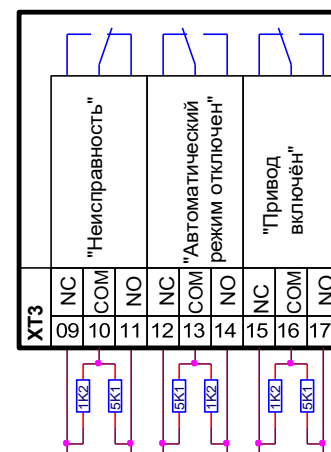 "Неисправность"
"Автоматический
режим отключен"
"Привод
включён"
XT3
NC
COM
NO
NC
COM
NO
NC
COM
NO
09
10
11
12
13
14
15
16
17
1K2
5K1
5K1
1K2
1K2
5K1